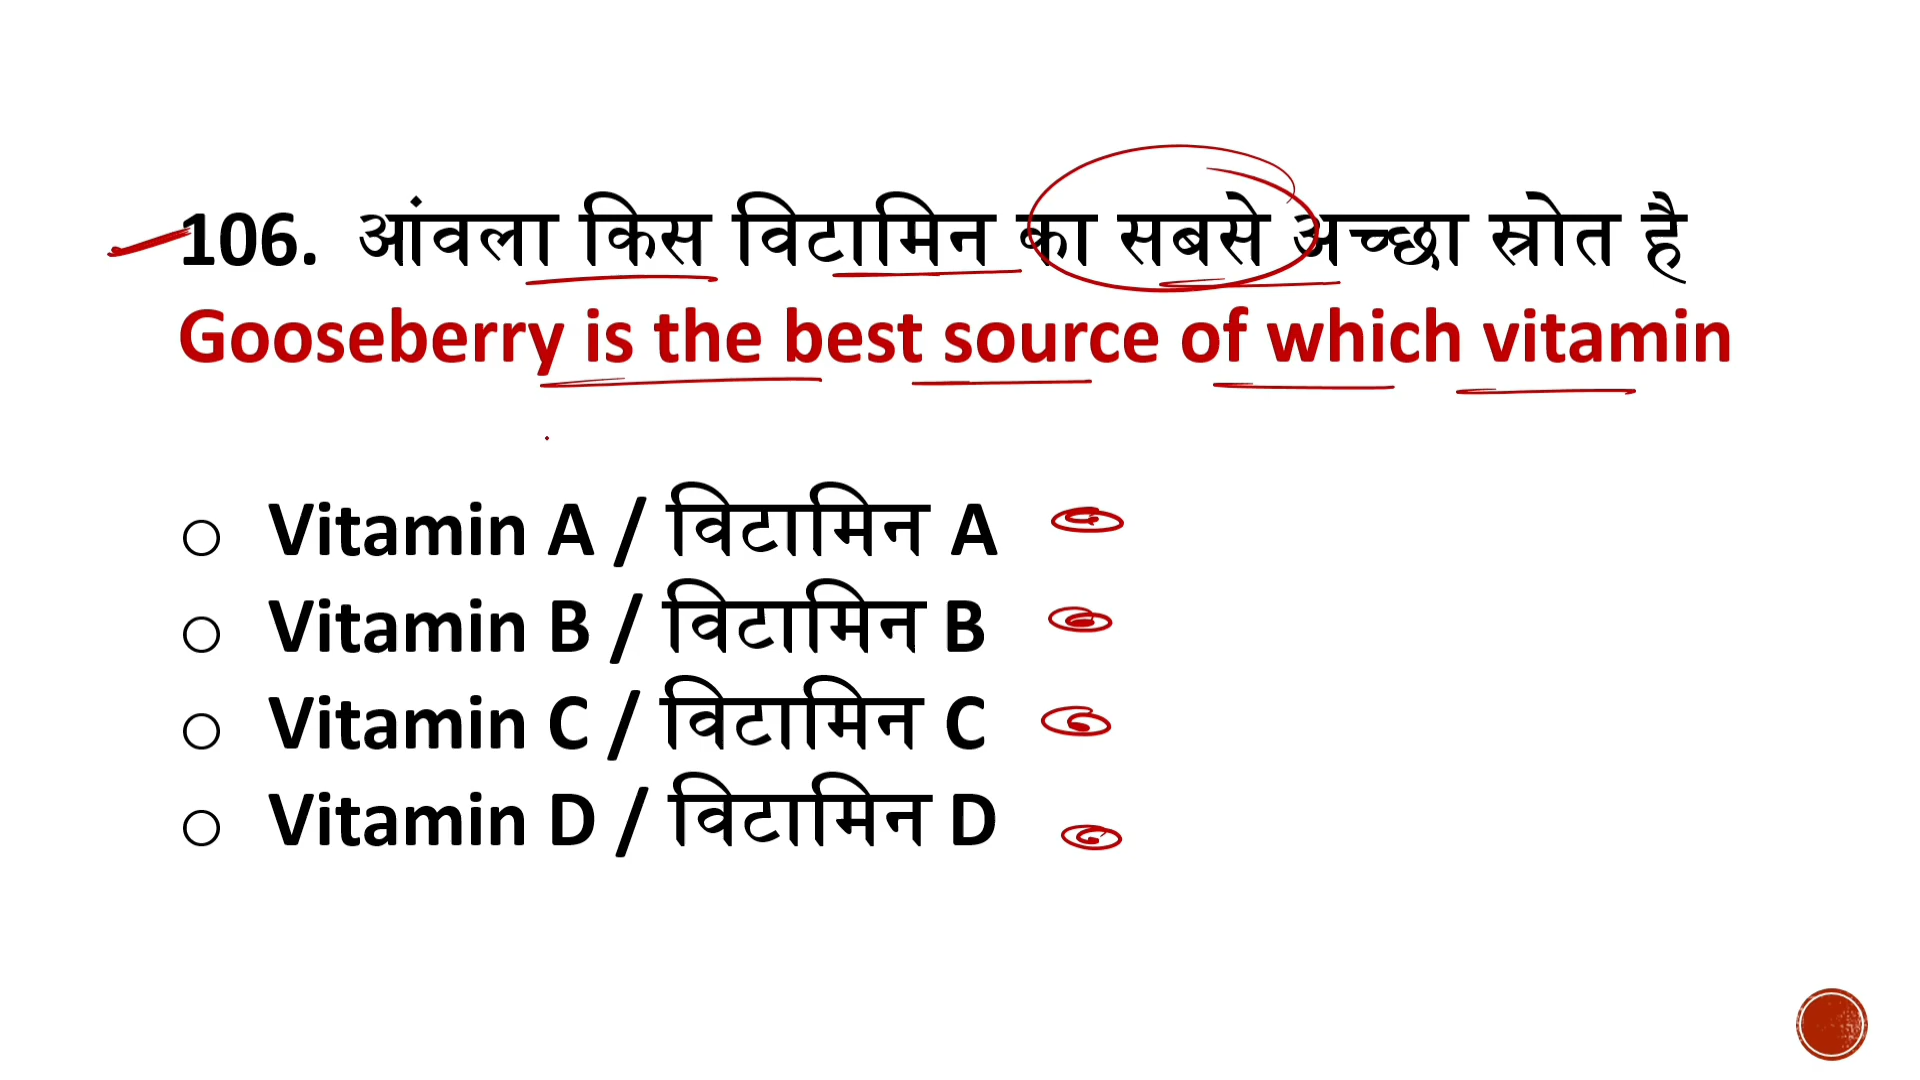 106. आंवला किस विटामिन का सबसे अच्छा स्रोत है
Gooseberry is the best source of which vitamin
Vitamin A / विटामिन A
Vitamin B / विटामिन B
Vitamin C / विटामिन C
Vitamin D / विटामिन D